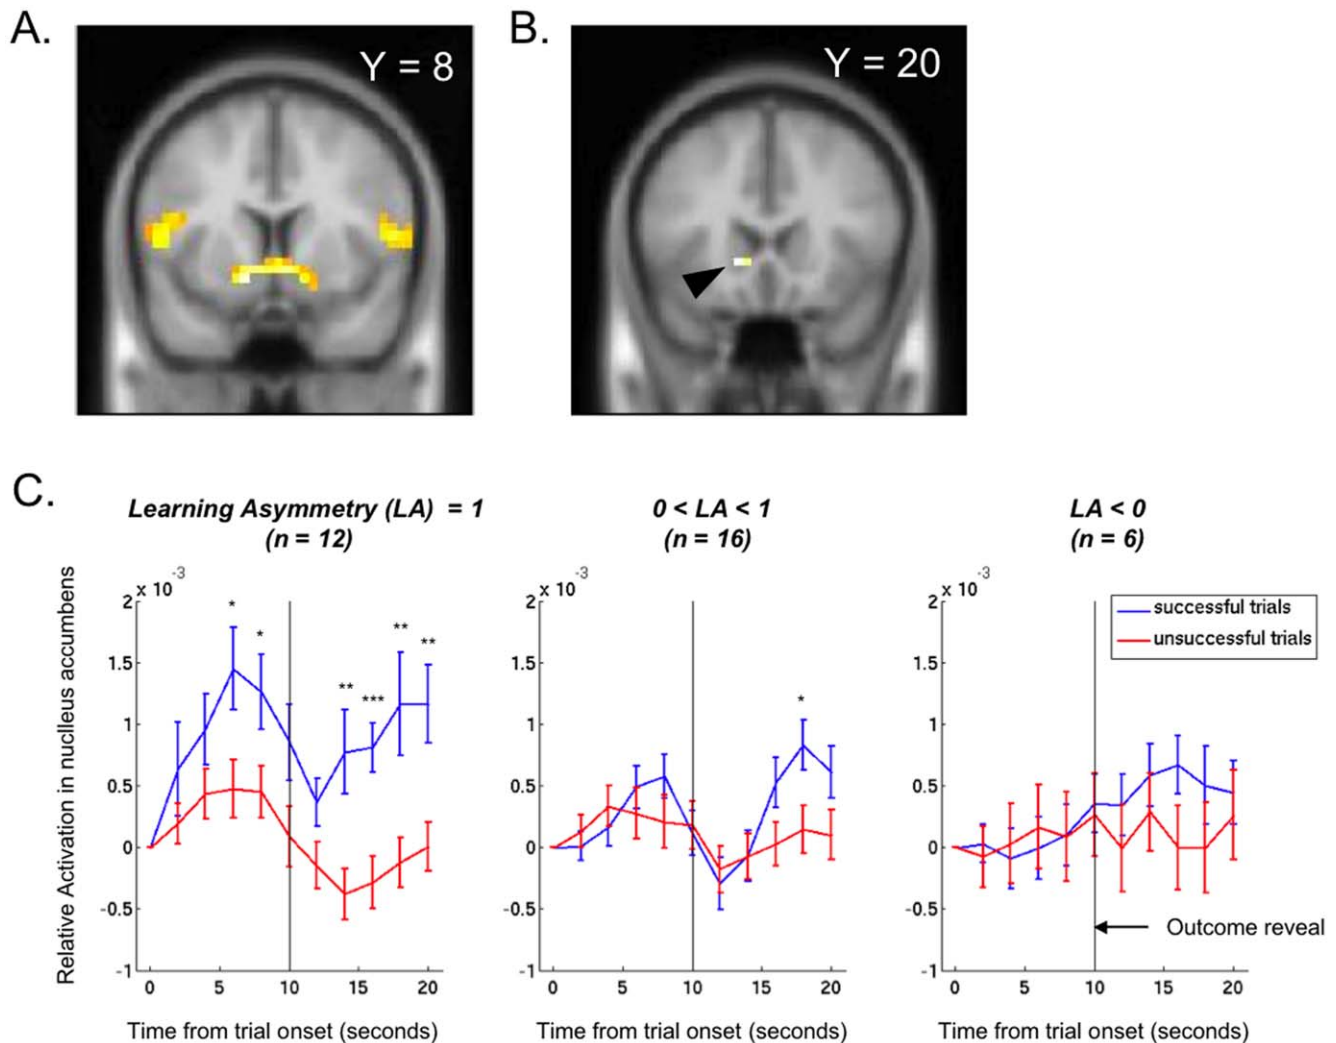 A.
Y = 8
B.
Y = 20
C.
Learning Asymmetry (LA) = 1
(n = 12)
0 < LA < 1
(n = 16)
LA < 0
(n = 6)
Relative Activation in nuclleus accumbens
x 10 -3
2
1.5
1
0.5
0
-0.5
-1
* * ** *** ** **
0 5 10 15 20
Time from trial onset (seconds)
x 10 -3
2
1.5
1
0.5
0
-0.5
-1
*
0 5 10 15 20
Time from trial onset (seconds)
x 10 -3
2
1.5
1
0.5
0
-0.5
-1
successful trials
unsuccessful trials
Outcome reveal
0 5 10 15 20
Time from trial onset (seconds)